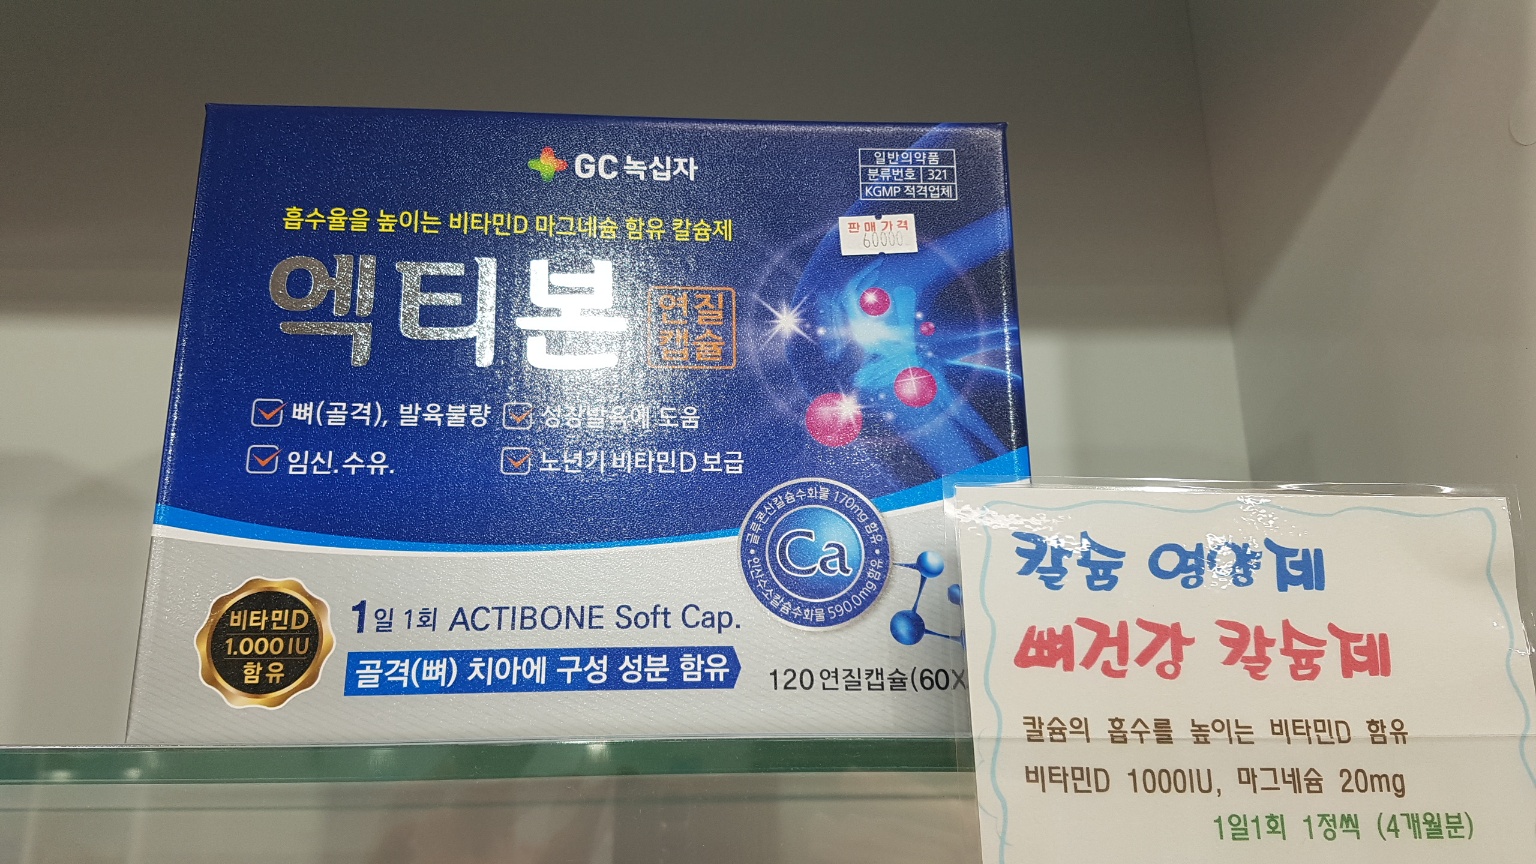 GC 녹십자
일반의약품
분류번호 321
KGMP 적격업체
판매가격
60000
흡수율을 높이는 비타민D 마그네슘 함유 칼슘제
엑티본
연질
캡슐
뼈(골격), 발육불량
성장발육에 도움
임신.수유.
노년기 비타민D 보급
글루콘산칼슘수화물 170mg 함유
Ca
인산수소칼슘수화물 5900mg 함유
비타민D
1.000 IU
함유
1일 1회 ACTIBONE Soft Cap.
골격(뼈) 치아에 구성 성분 함유
120연질캡슐(60X
칼슘 영양제
뼈건강 칼슘제
칼슘의 흡수를 높이는 비타민D 함유
비타민D 1000IU, 마그네슘 20mg
1일1회 1정씩 (4개월분)